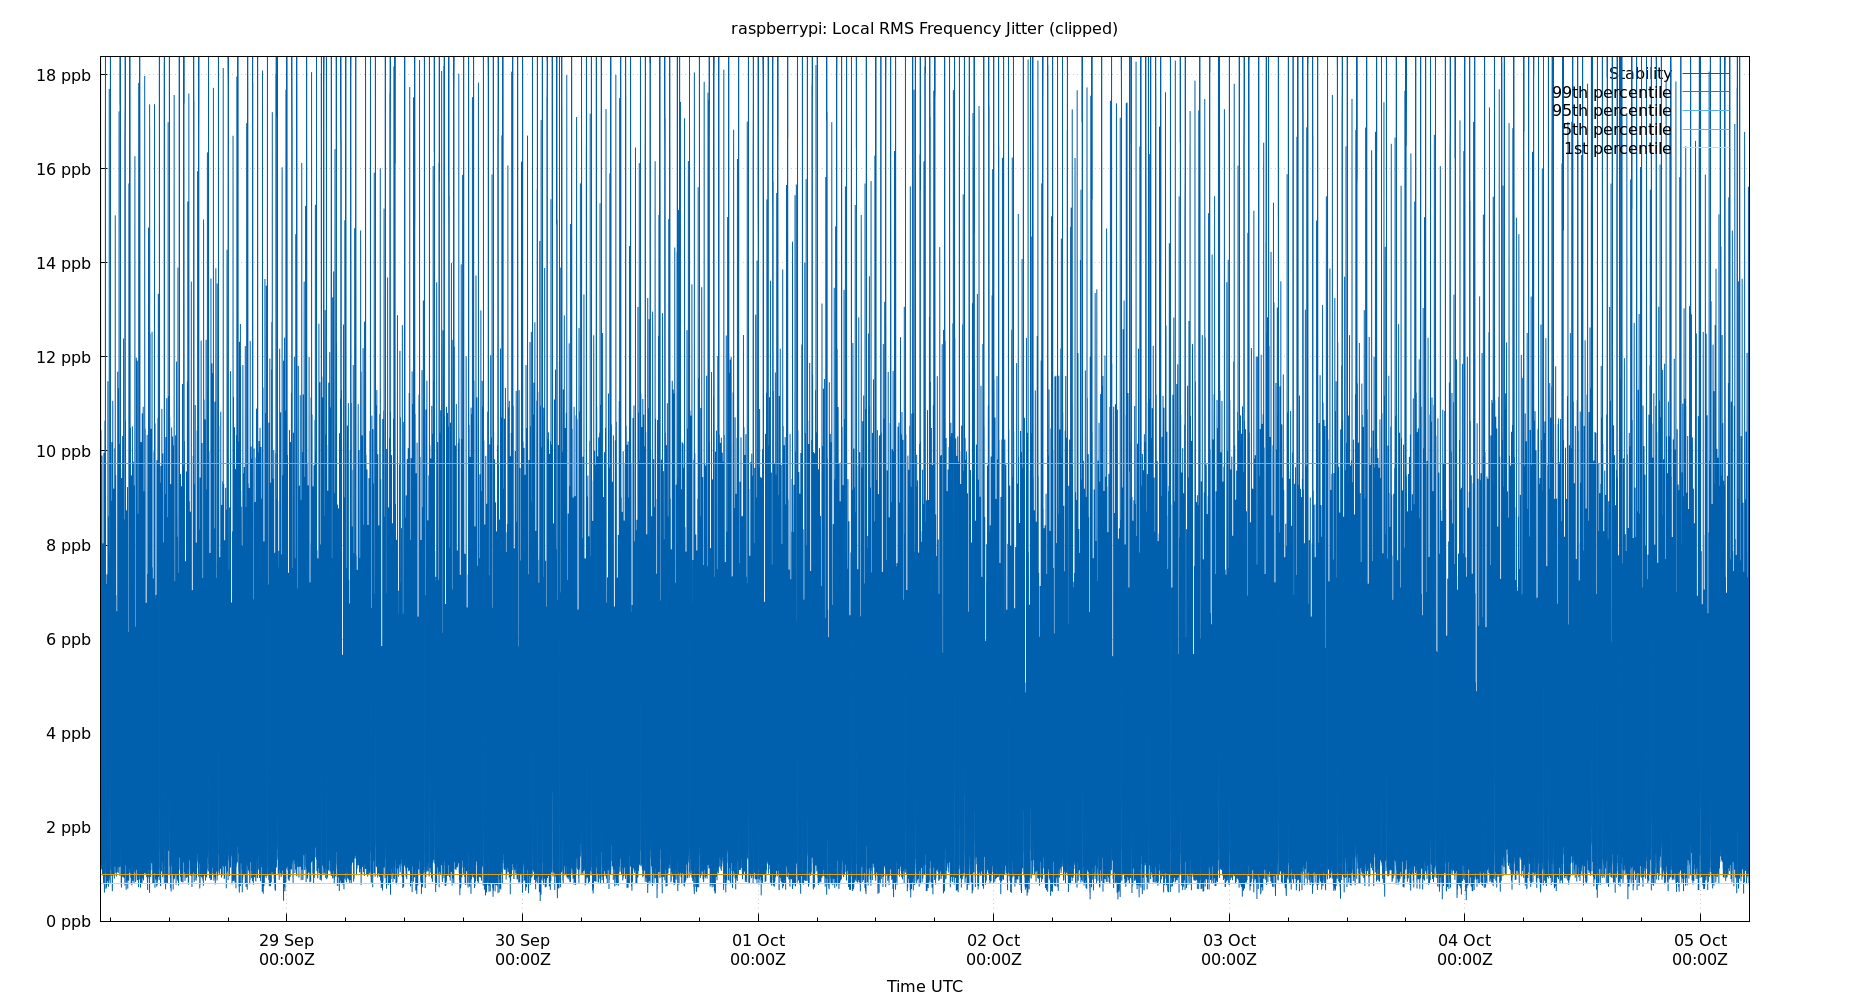 raspberrypi: Local RMS Frequency Jitter (clipped)
18 ppb
16 ppb
14 ppb
12 ppb
10 ppb
8 ppb
6 ppb
4 ppb
2 ppb
0 ppb
Stability
99th percentile
95th percentile
5th percentile
1st percentile
29 Sep
00:00Z
30 Sep
00:00Z
01 Oct
00:00Z
02 Oct
00:00Z
03 Oct
00:00Z
04 Oct
00:00Z
05 Oct
00:00Z
Time UTC